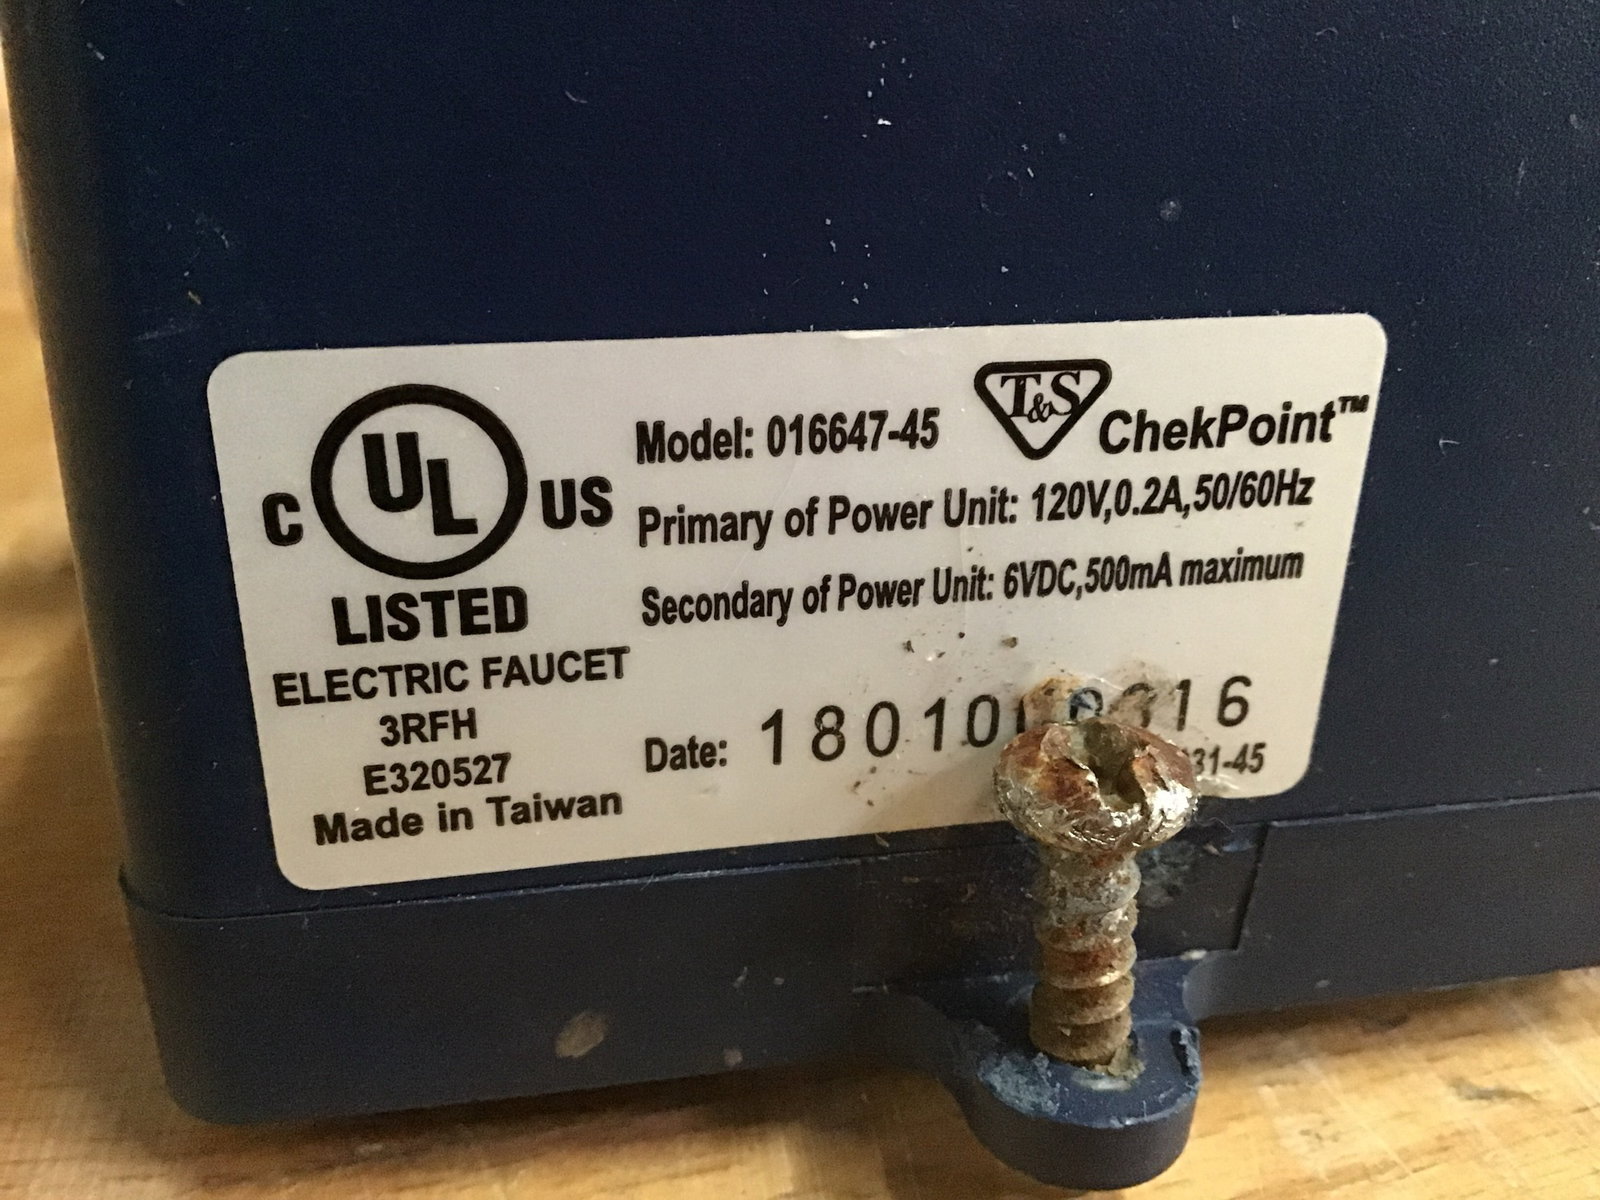 C UL US
LISTED
ELECTRIC FAUCET
3RFH
E320527
Made in Taiwan
T&S ChekPoint™
Model: 016647-45
Primary of Power Unit: 120V,0.2A,50/60Hz
Secondary of Power Unit: 6VDC,500mA maximum
Date: